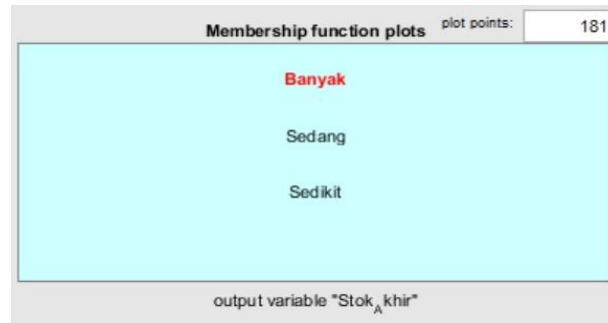 Membership function plots plot points: 181
Banyak
Sedang
Sedikit
output variable "Stok_Akhir"